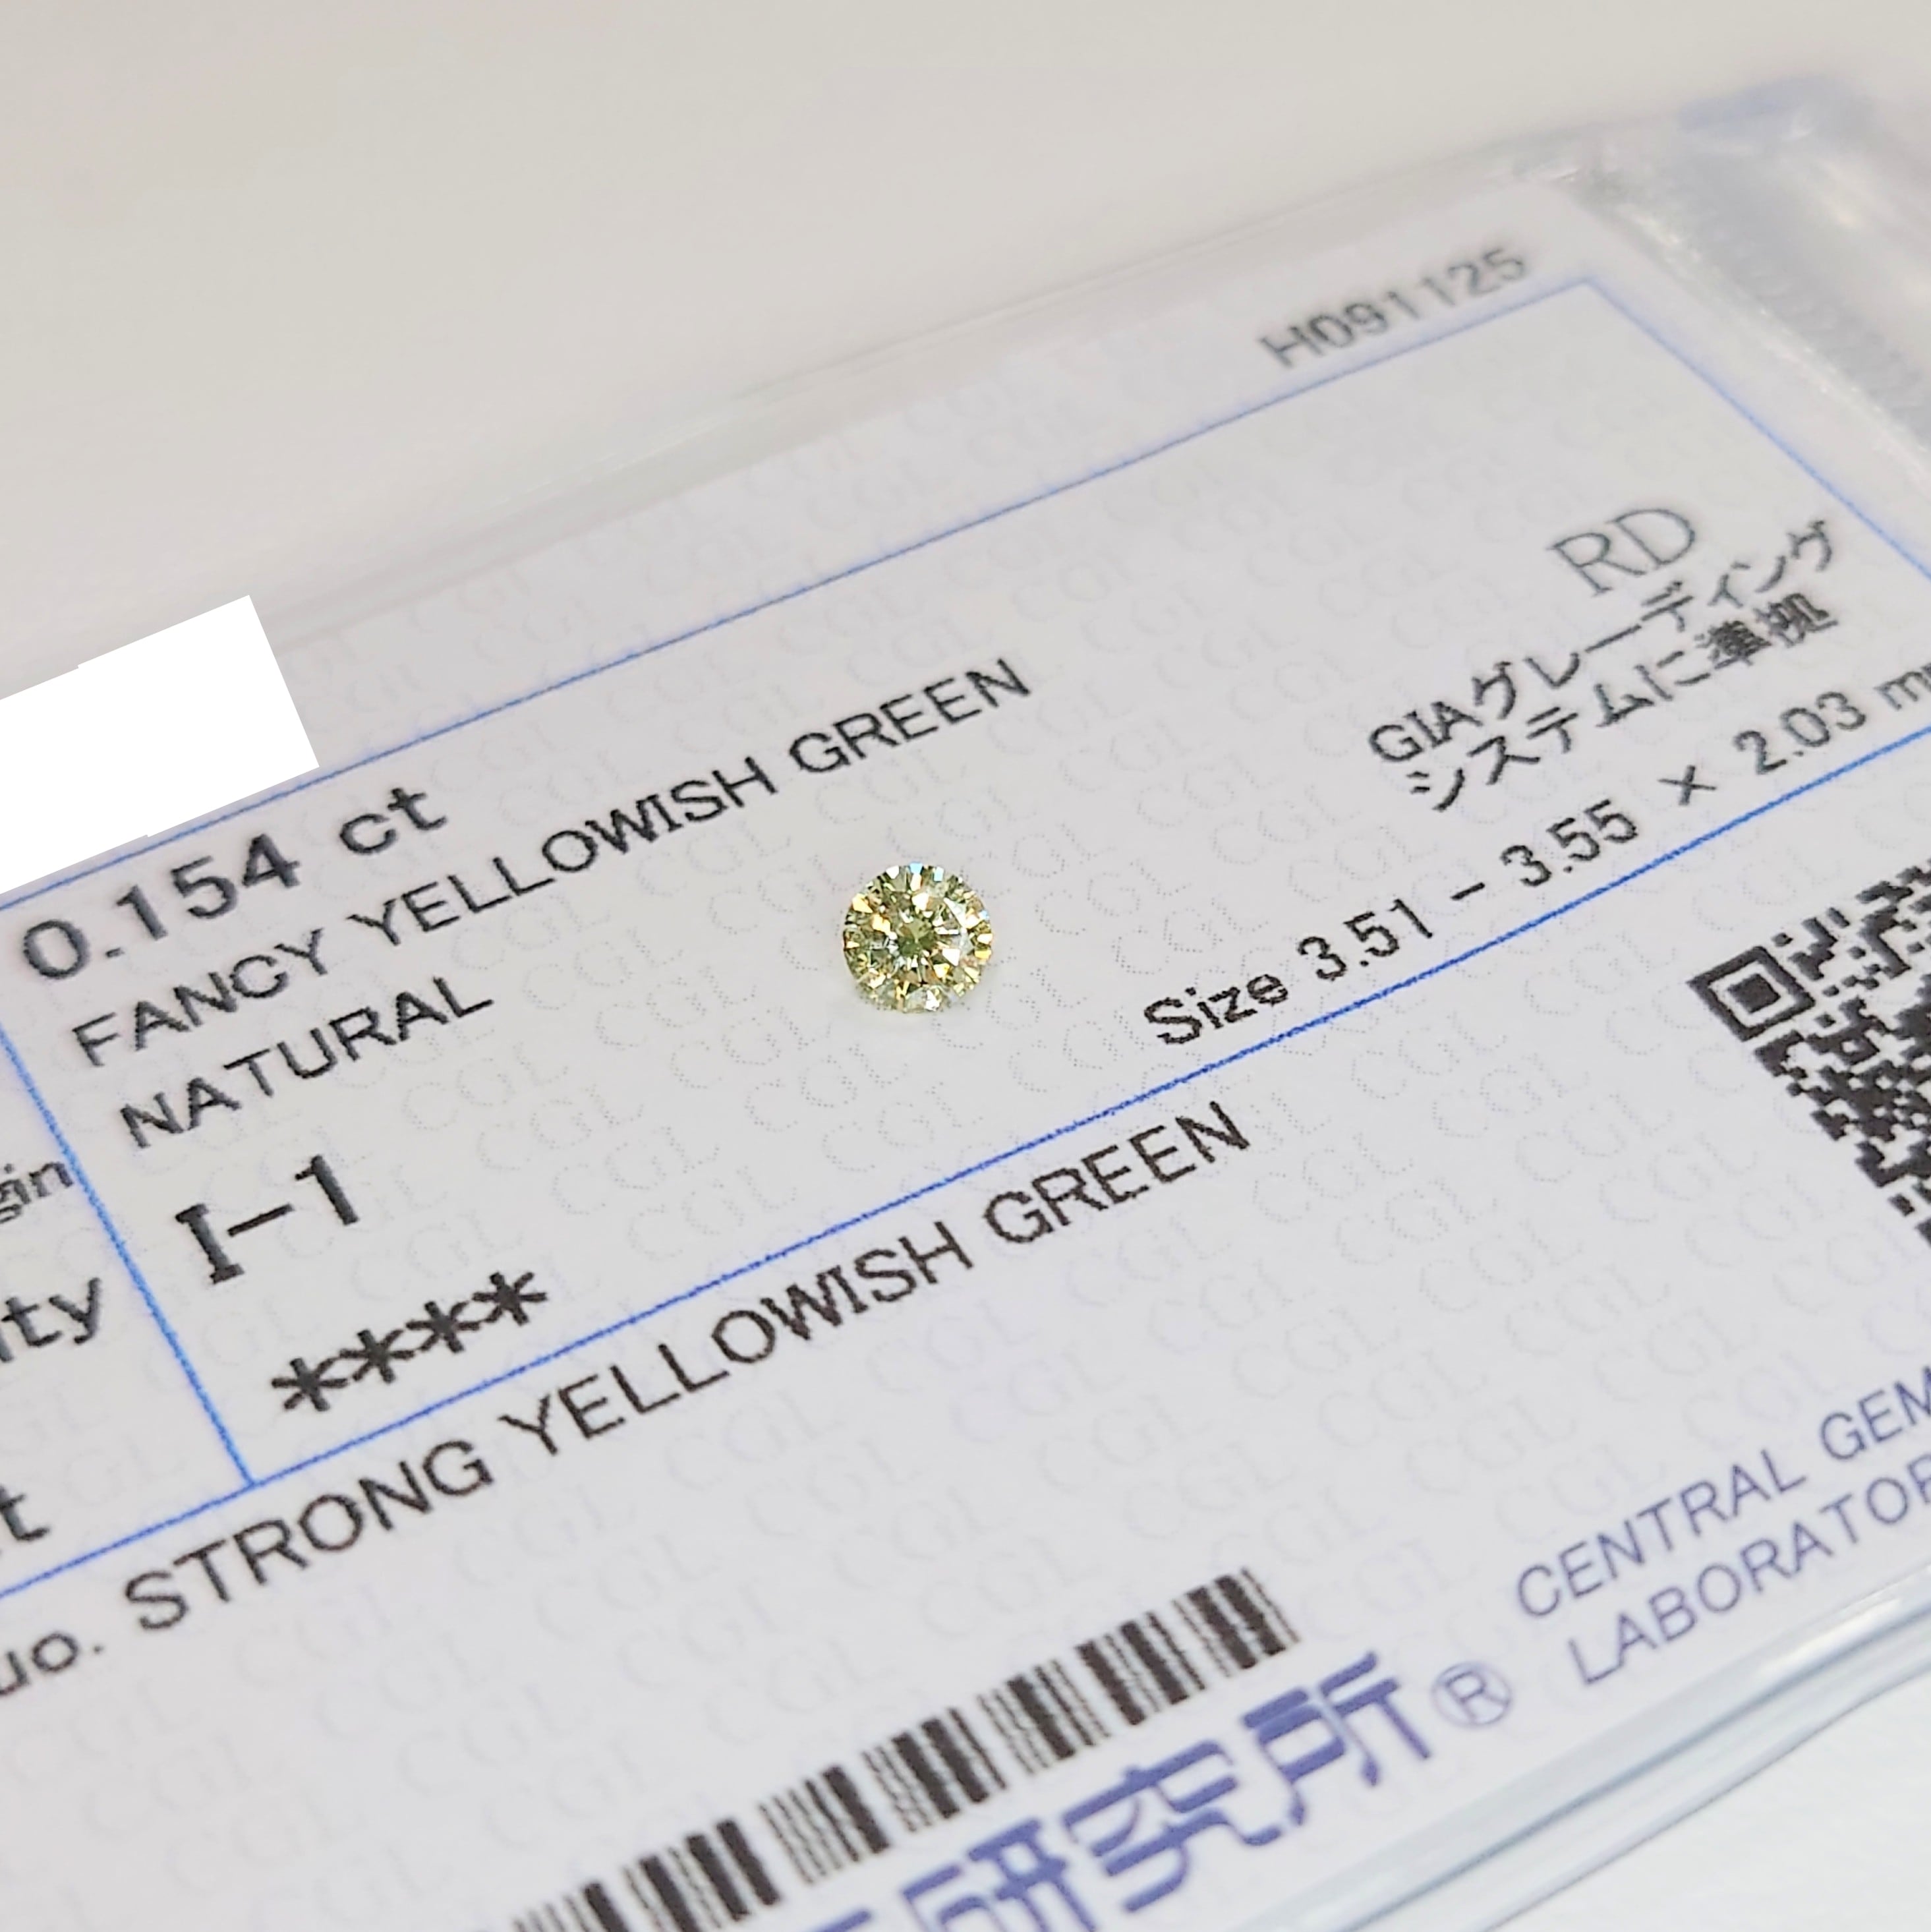 H091125
RD
0.154 ct
FANCY YELLOWISH GREEN
GIAグレーディング
システムに準拠
NATURAL
Size 3.51 - 3.55 × 2.03
I-1
****
STRONG YELLOWISH GREEN
CENTRAL GEM
研究所®